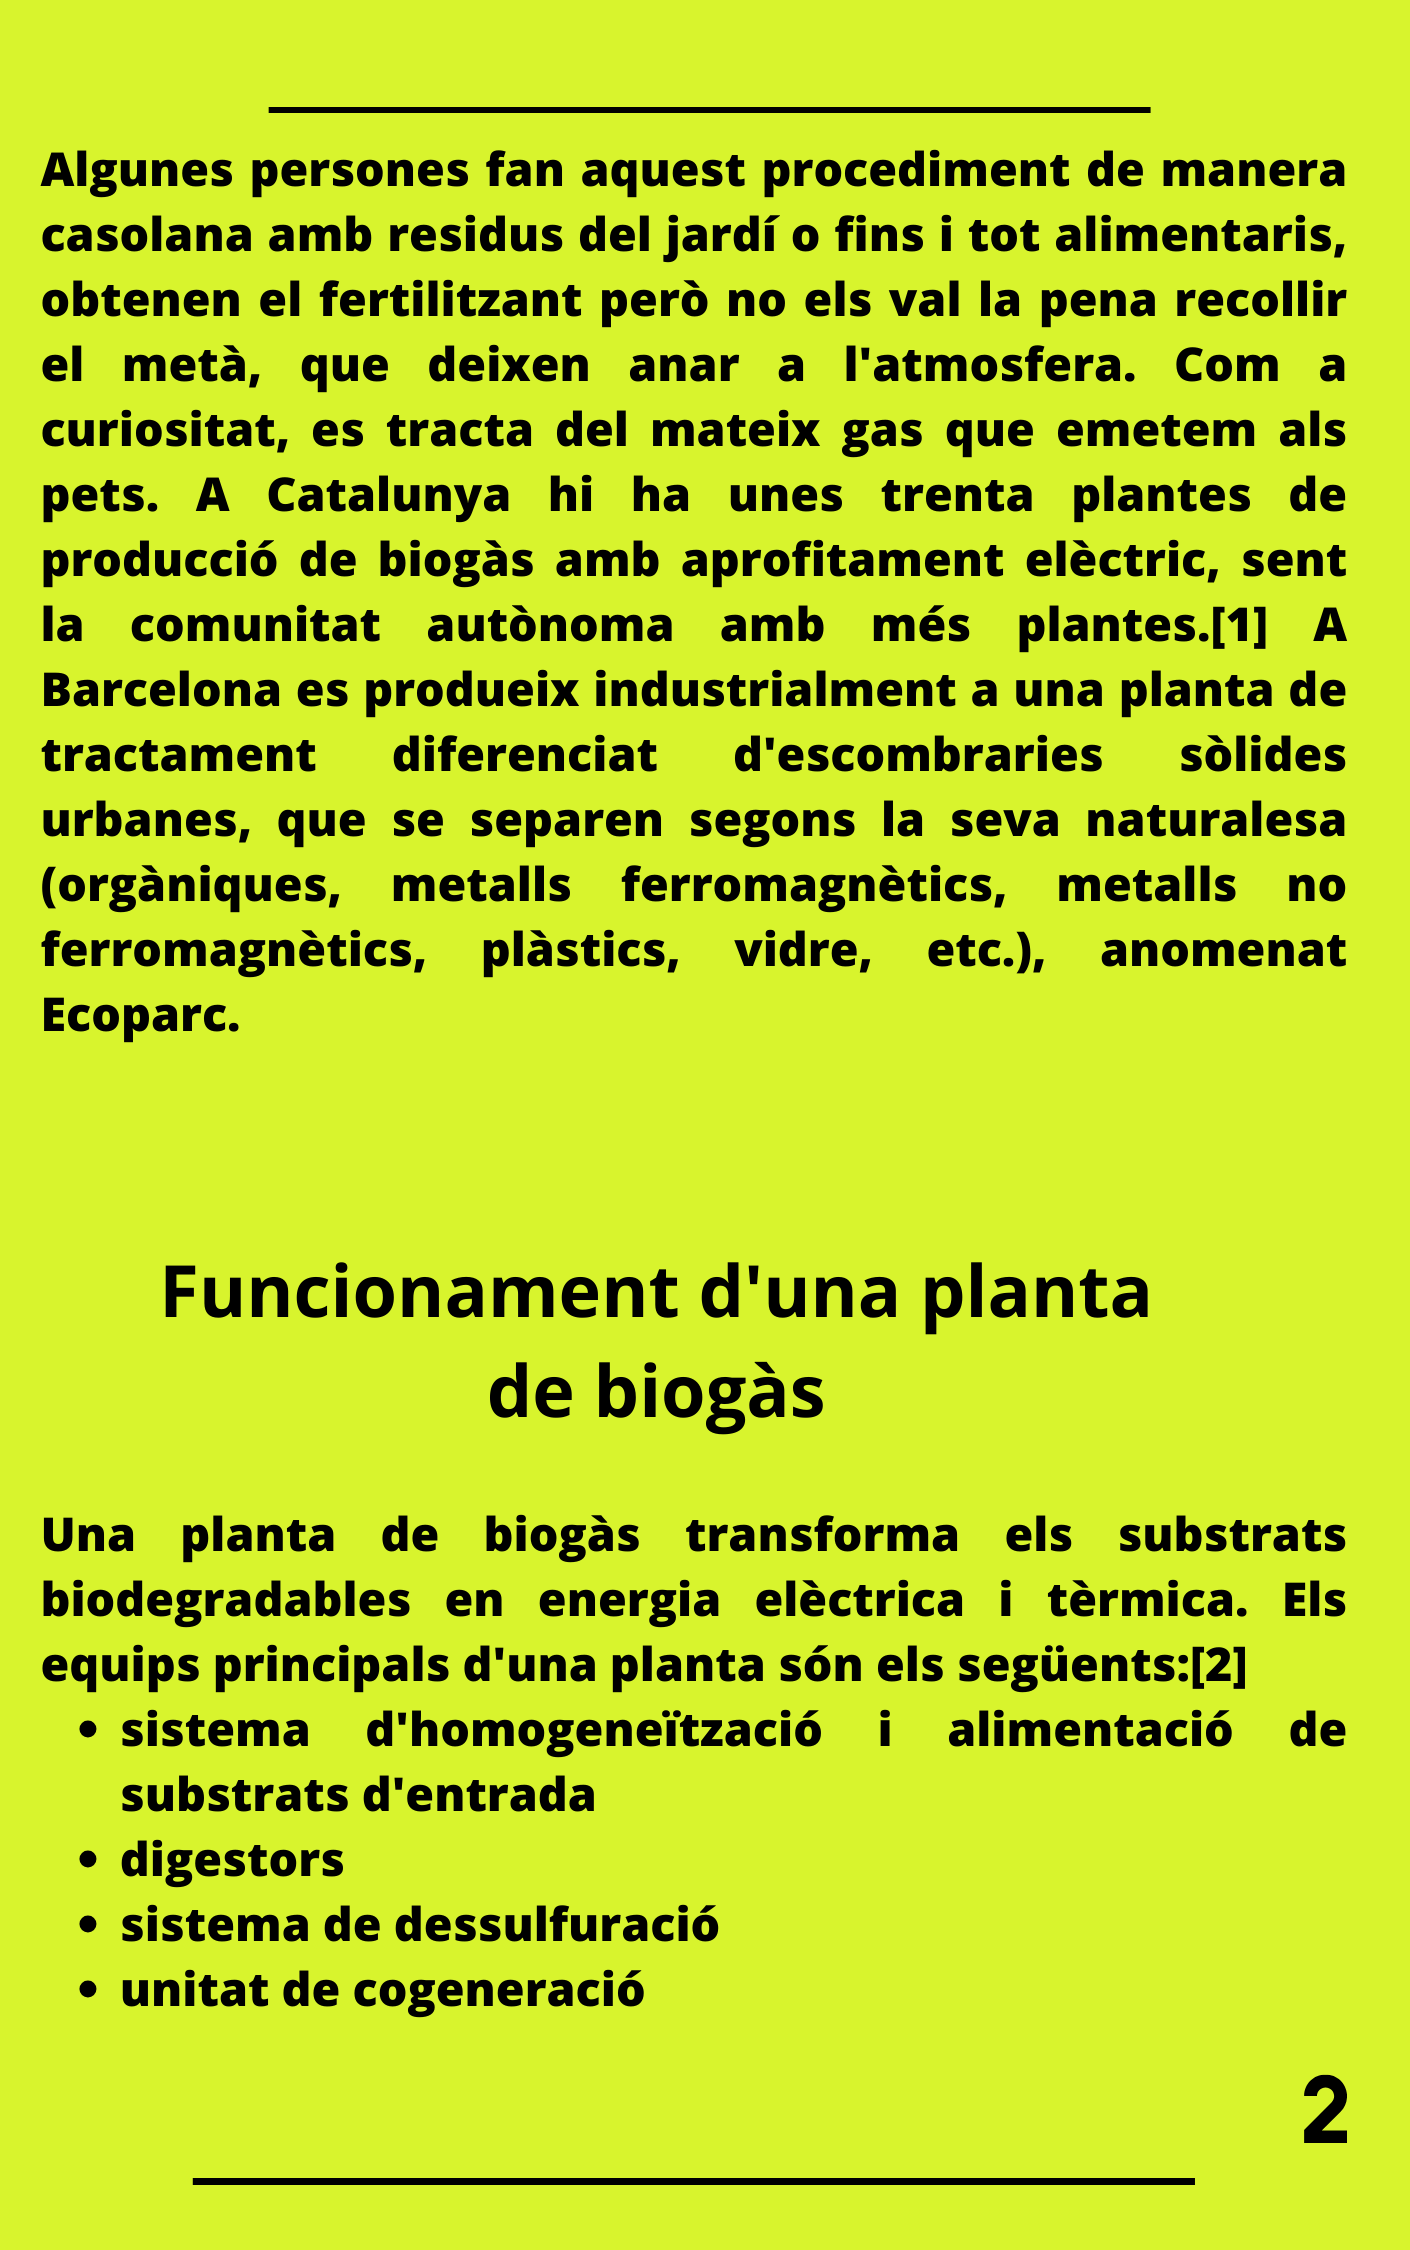 Algunes persones fan aquest procediment de manera
casolana amb residus del jardí o fins i tot alimentaris,
obtenen el fertilitzant però no els val la pena recollir
el metà, que deixen anar a l'atmosfera. Com a
curiositat, es tracta del mateix gas que emetem als
pets. A Catalunya hi ha unes trenta plantes de
producció de biogàs amb aprofitament elèctric, sent
la comunitat autònoma amb més plantes.[1] A
Barcelona es produeix industrialment a una planta de
tractament diferenciat d'escombraries sòlides
urbanes, que se separen segons la seva naturalesa
(orgàniques, metalls ferromagnètics, metalls no
ferromagnètics, plàstics, vidre, etc.), anomenat
Ecoparc.
Funcionament d'una planta
de biogàs
Una planta de biogàs transforma els substrats
biodegradables en energia elèctrica i tèrmica. Els
equips principals d'una planta són els següents:[2]
• sistema d'homogeneïtzació i alimentació de
substrats d'entrada
• digestors
• sistema de dessulfuració
• unitat de cogeneració
2